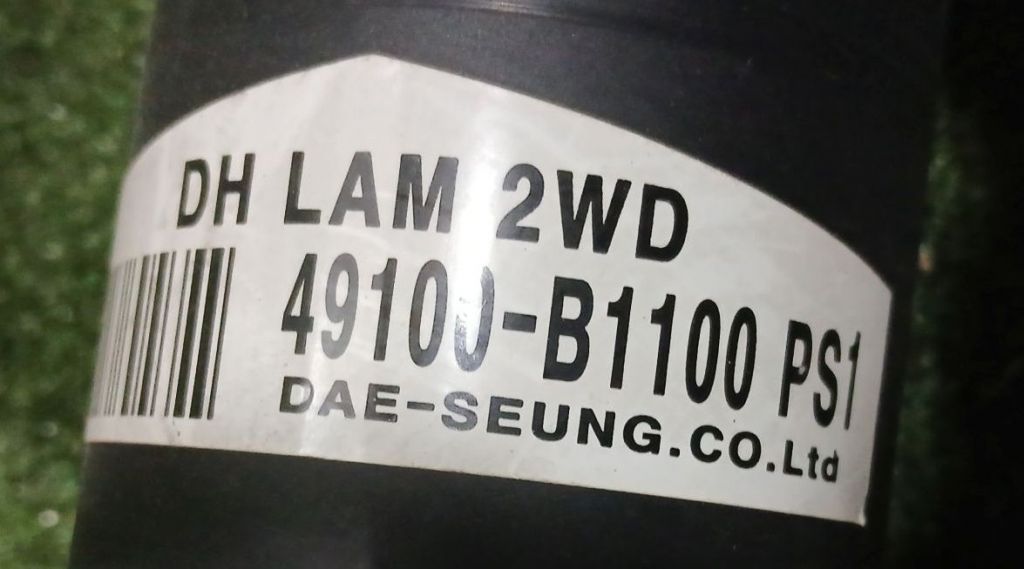 DH LAM 2WD
49100-B1100 PS1
DAE-SEUNG.CO.Ltd